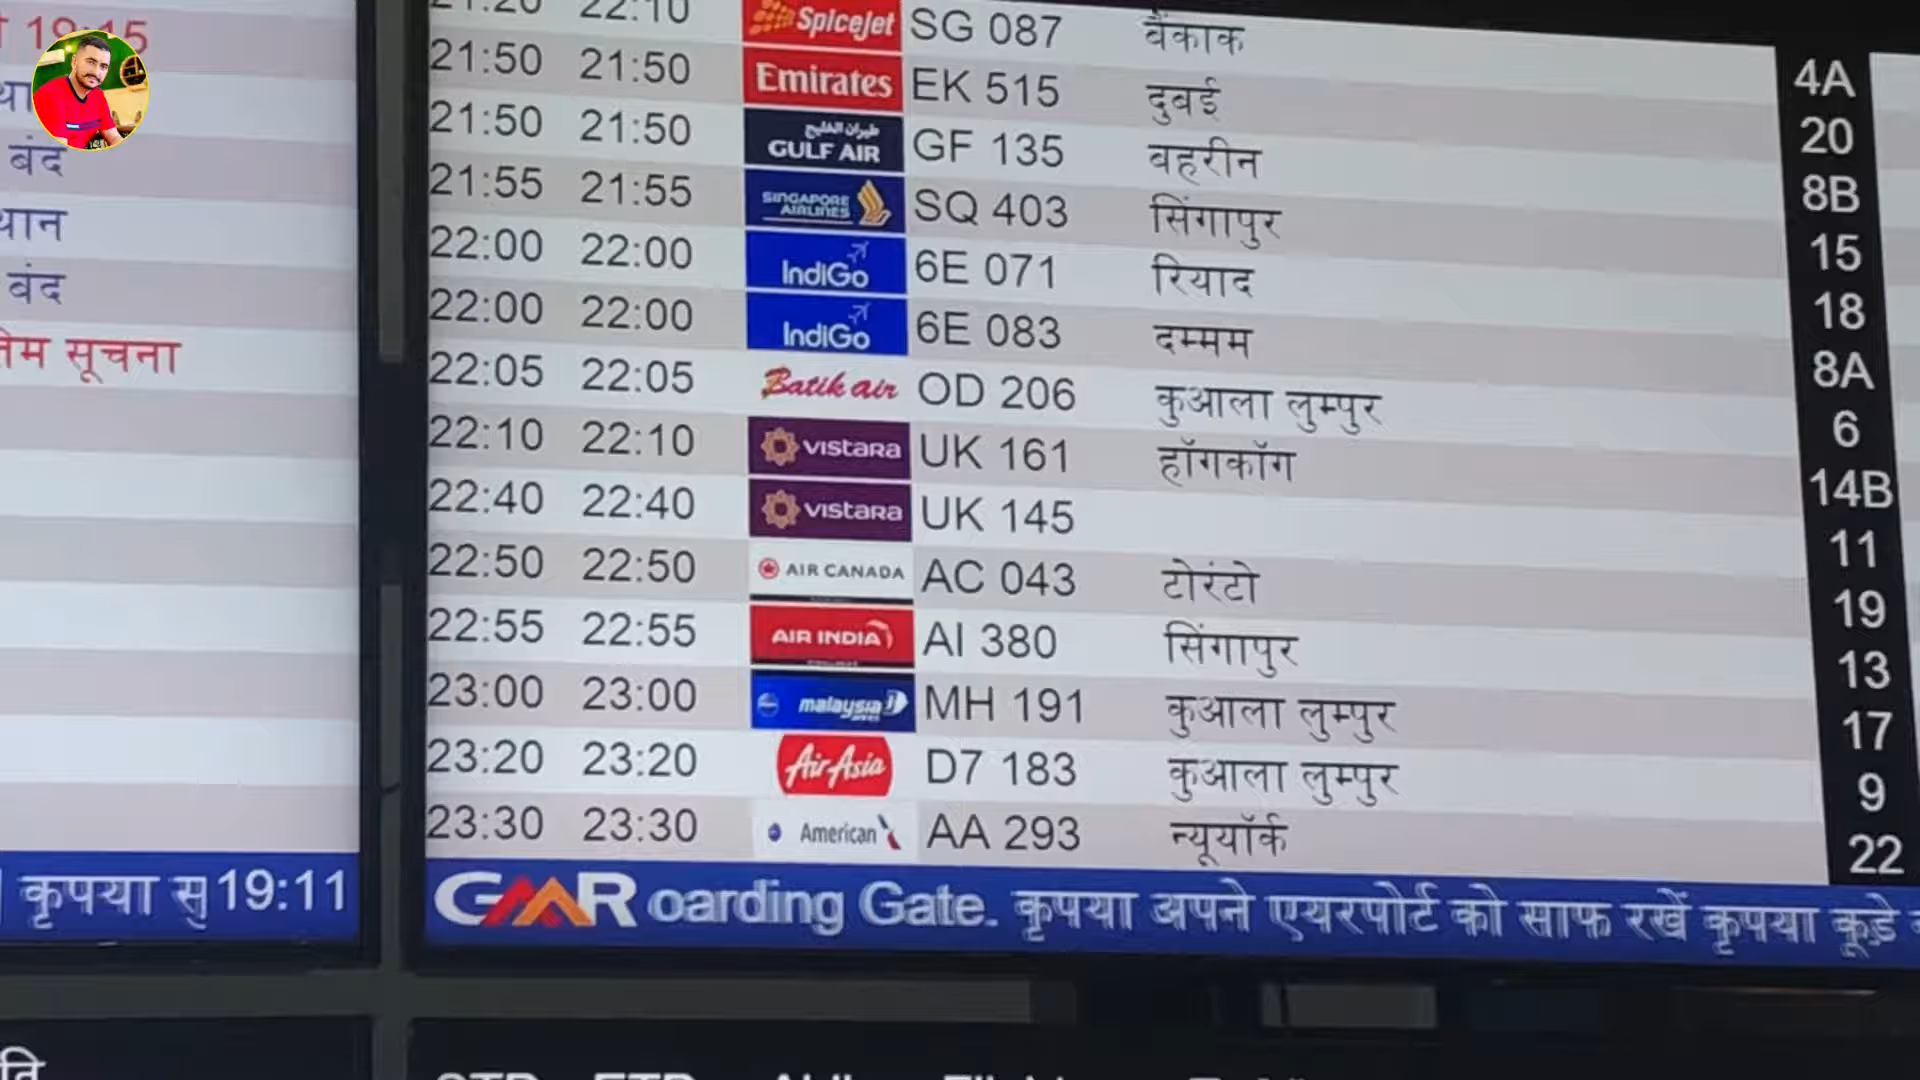 19:15
बंद
बंद
सूचना
कृपया सु 19:11
22:10 SpiceJet SG 087 बैंकाक 4A
21:50 21:50 Emirates EK 515 दुबई 20
21:50 21:50 طيران الخليج GULF AIR GF 135 बहरीन 8B
21:55 21:55 SINGAPORE AIRLINES SQ 403 सिंगापुर 15
22:00 22:00 IndiGo 6E 071 रियाद 18
22:00 22:00 IndiGo 6E 083 दम्मम 8A
22:05 22:05 Batik air OD 206 कुआला लुम्पुर 6
22:10 22:10 vistara UK 161 हॉगकॉग 14B
22:40 22:40 vistara UK 145 11
22:50 22:50 AIR CANADA AC 043 टोरंटो 19
22:55 22:55 AIR INDIA AI 380 सिंगापुर 13
23:00 23:00 malaysia MH 191 कुआला लुम्पुर 17
23:20 23:20 AirAsia D7 183 कुआला लुम्पुर 9
23:30 23:30 American AA 293 न्यूयॉर्क 22
GMR oarding Gate. कृपया अपने एयरपोर्ट को साफ रखें कृपया कूड़े